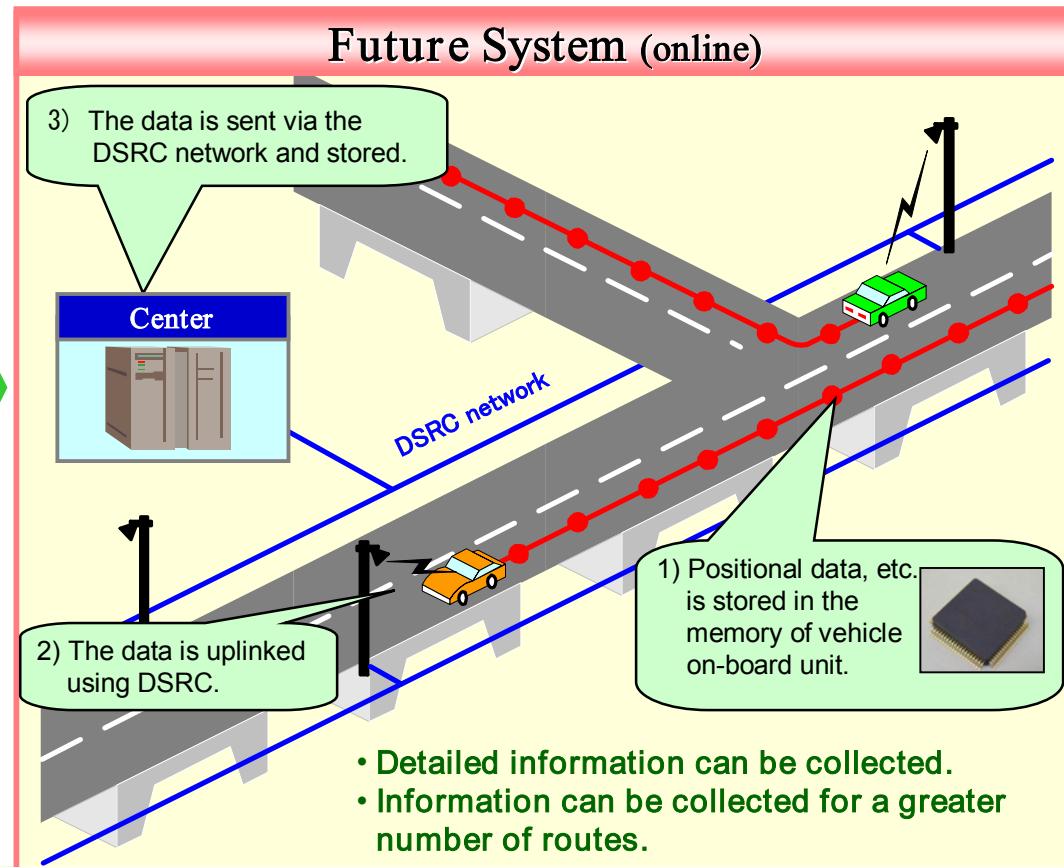 Future System (online)
3) The data is sent via the
DSRC network and stored.
Center
DSRC network
1) Positional data, etc.
is stored in the
memory of vehicle
on-board unit.
2) The data is uplinked
using DSRC.
• Detailed information can be collected.
• Information can be collected for a greater
number of routes.